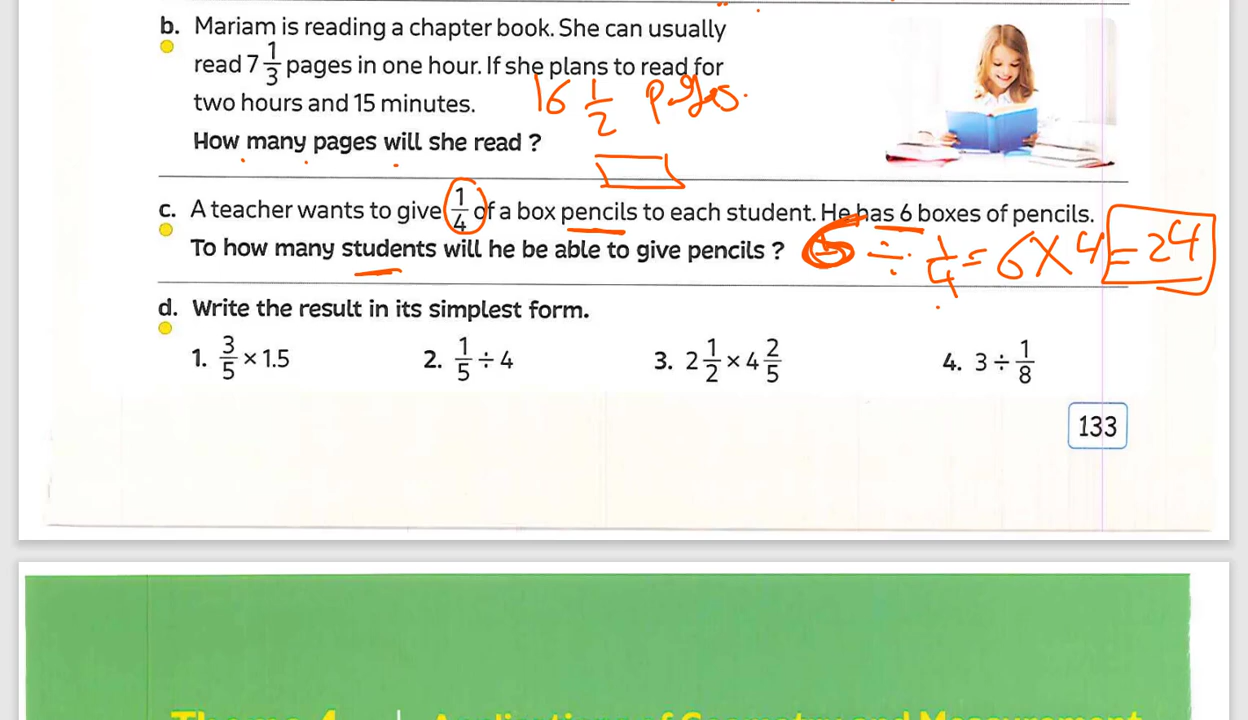 b. Mariam is reading a chapter book. She can usually
read 7 1/3 pages in one hour. If she plans to read for
two hours and 15 minutes. 16 1/2 pages.
How many pages will she read ?
c. A teacher wants to give 1/4 of a box pencils to each student. He has 6 boxes of pencils.
To how many students will he be able to give pencils ? 6 ÷ 1/4 = 6 × 4 = 24
d. Write the result in its simplest form.
1. 3/5 × 1.5 2. 1/5 ÷ 4 3. 2 1/2 × 4 2/5 4. 3 ÷ 1/8
133